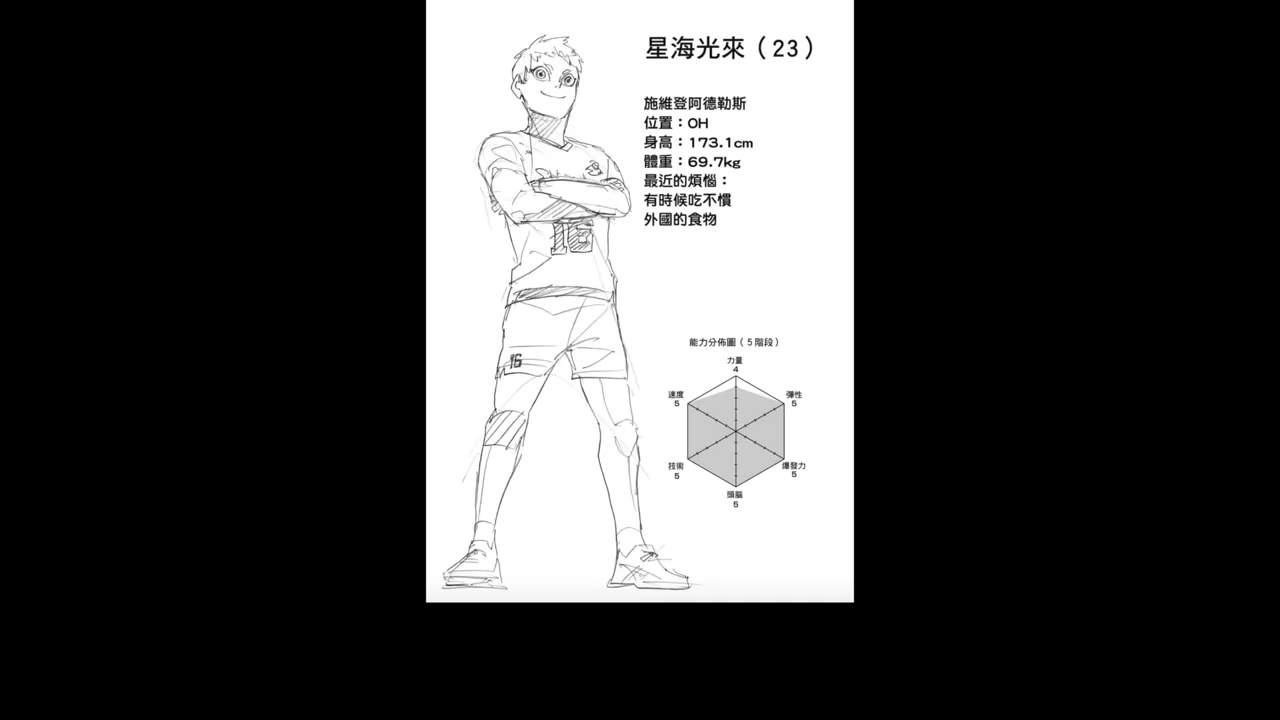 星海光來（23）
施維登阿德勒斯
位置：OH
身高：173.1cm
體重：69.7kg
最近的煩惱：
有時候吃不慣
外國的食物
16
16
能力分佈圖（5階段）
力量
4
速度
5
彈性
5
技術
5
爆發力
5
頭腦
5